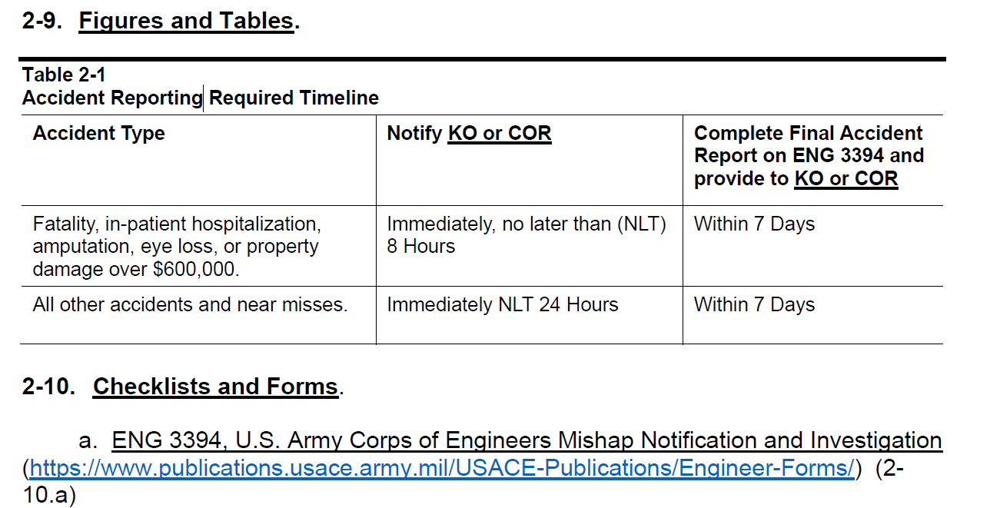 2-9. Figures and Tables.
Table 2-1
Accident Reporting Required Timeline
Accident Type
Notify KO or COR
Complete Final Accident
Report on ENG 3394 and
provide to KO or COR
Fatality, in-patient hospitalization,
amputation, eye loss, or property
damage over $600,000.
Immediately, no later than (NLT)
8 Hours
Within 7 Days
All other accidents and near misses.
Immediately NLT 24 Hours
Within 7 Days
2-10. Checklists and Forms.
a. ENG 3394, U.S. Army Corps of Engineers Mishap Notification and Investigation
(https://www.publications.usace.army.mil/USACE-Publications/Engineer-Forms/) (2-
10.a)